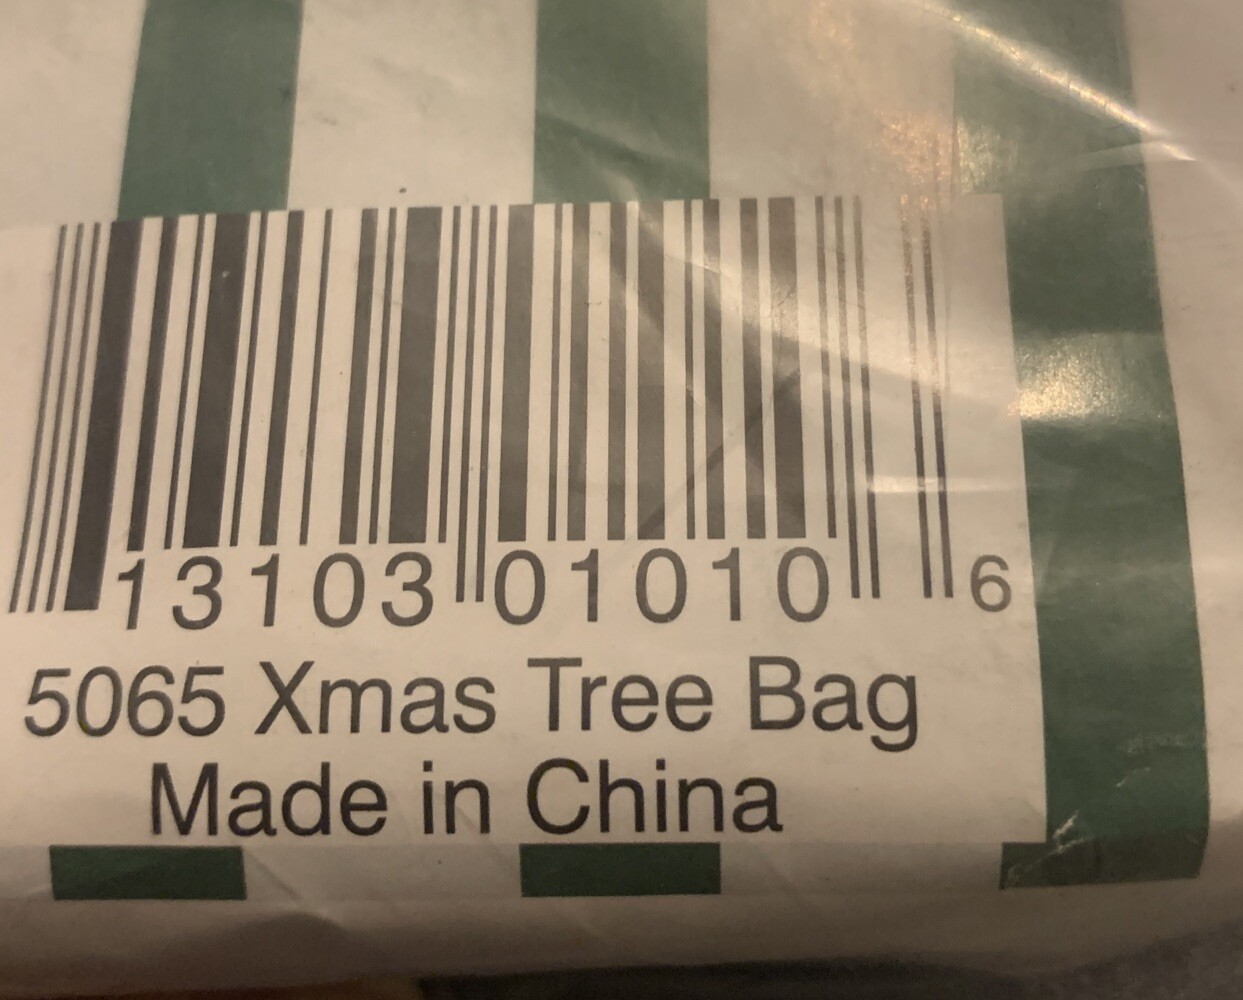 13103 01010 6
5065 Xmas Tree Bag
Made in China